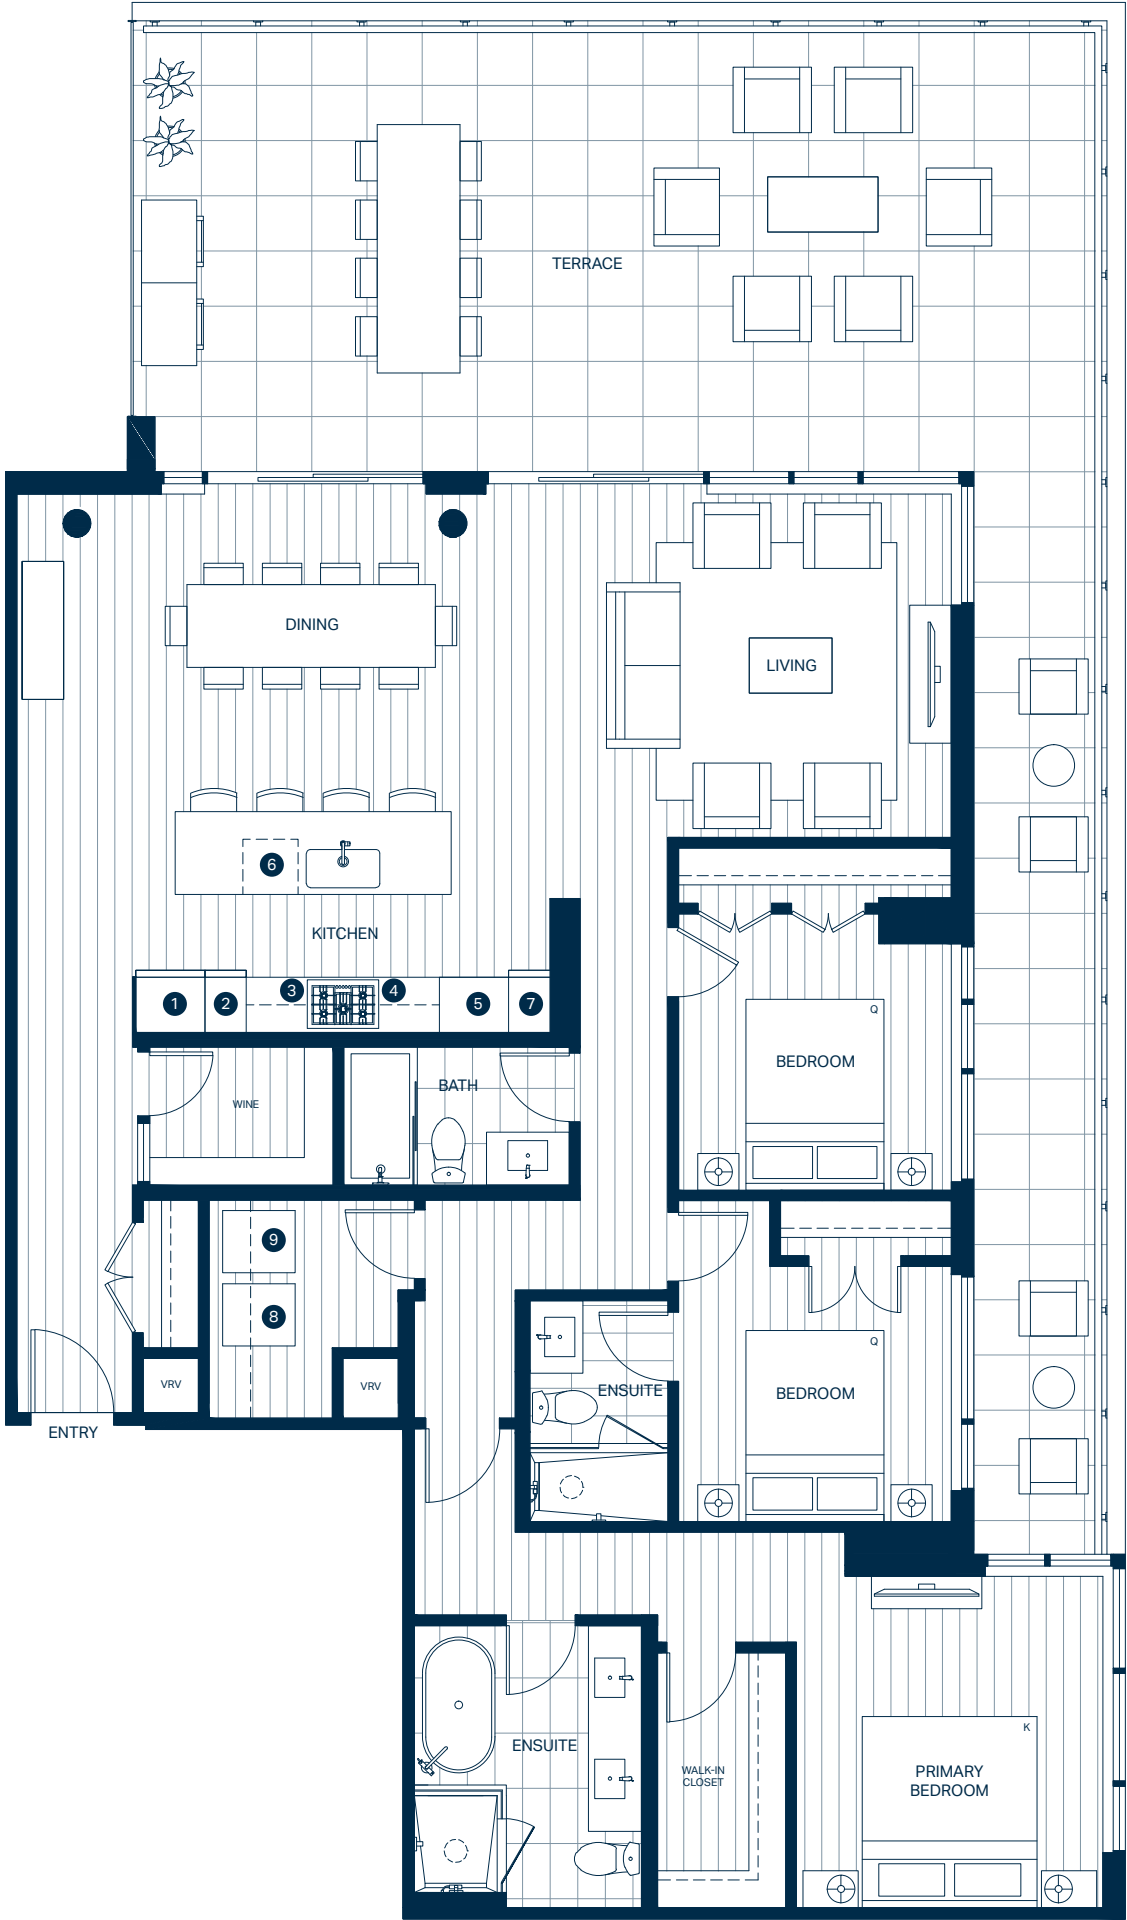 TERRACE
DINING
LIVING
6
KITCHEN
1
2
3
4
5
7
Q
BEDROOM
BATH
WINE
9
8
VRV
VRV
ENTRY
ENSUITE
Q
BEDROOM
K
ENSUITE
WALK-IN
CLOSET
PRIMARY
BEDROOM